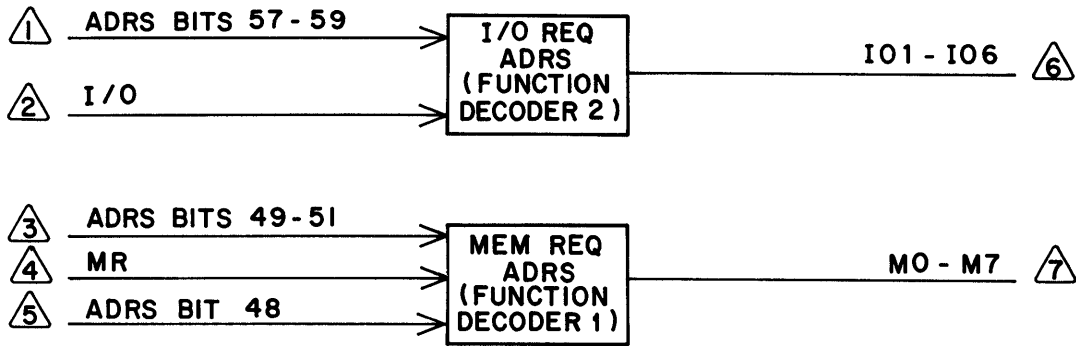 1 ADRS BITS 57-59
2 I/O
I/O REQ
ADRS
(FUNCTION
DECODER 2)
IO1 - IO6 6
3 ADRS BITS 49-51
4 MR
5 ADRS BIT 48
MEM REQ
ADRS
(FUNCTION
DECODER 1)
MO - M7 7